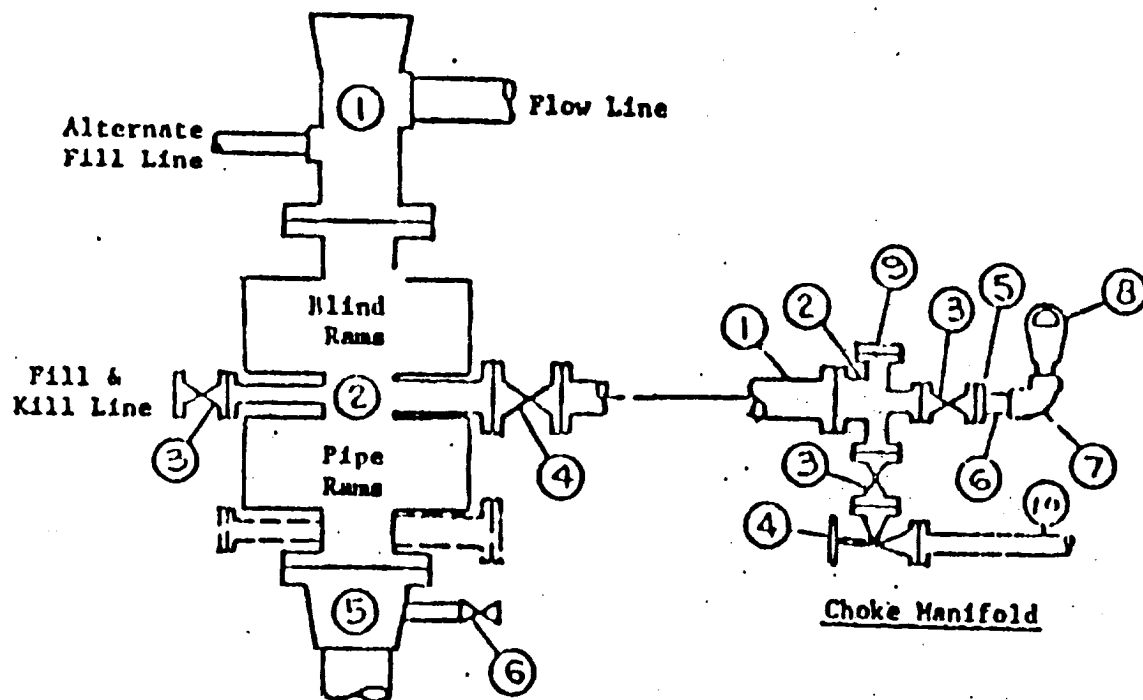 ①
Flow Line
Alternate
Fill Line
Blind
Rams
Fill &
Kill Line
②
③
④
Pipe
Rams
⑤
⑥
①
②
⑨
③
⑤
⑧
③
⑥
⑦
④
10
Choke Manifold